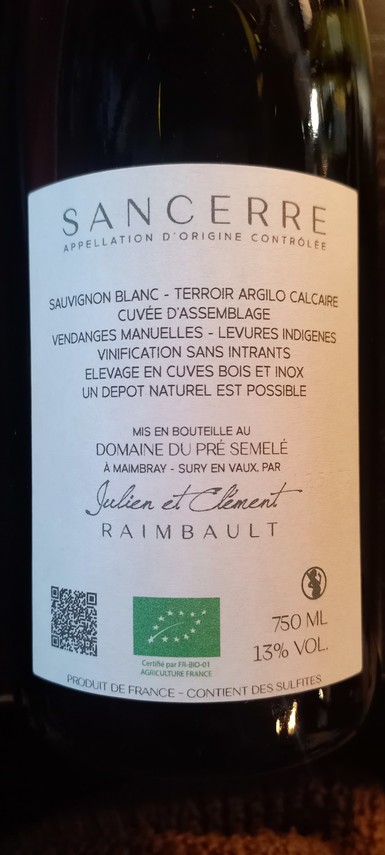 SANCERRE
APPELLATION D'ORIGINE CONTRÔLÉE
SAUVIGNON BLANC - TERROIR ARGILO CALCAIRE
CUVÉE D'ASSEMBLAGE
VENDANGES MANUELLES - LEVURES INDIGENES
VINIFICATION SANS INTRANTS
ELEVAGE EN CUVES BOIS ET INOX
UN DEPOT NATUREL EST POSSIBLE
MIS EN BOUTEILLE AU
DOMAINE DU PRÉ SEMELÉ
À MAIMBRAY - SURY EN VAUX, PAR
Julien et Clément
RAIMBAULT
Certifié par FR-BIO-01
AGRICULTURE FRANCE
750 ML
13% VOL.
PRODUIT DE FRANCE - CONTIENT DES SULFITES